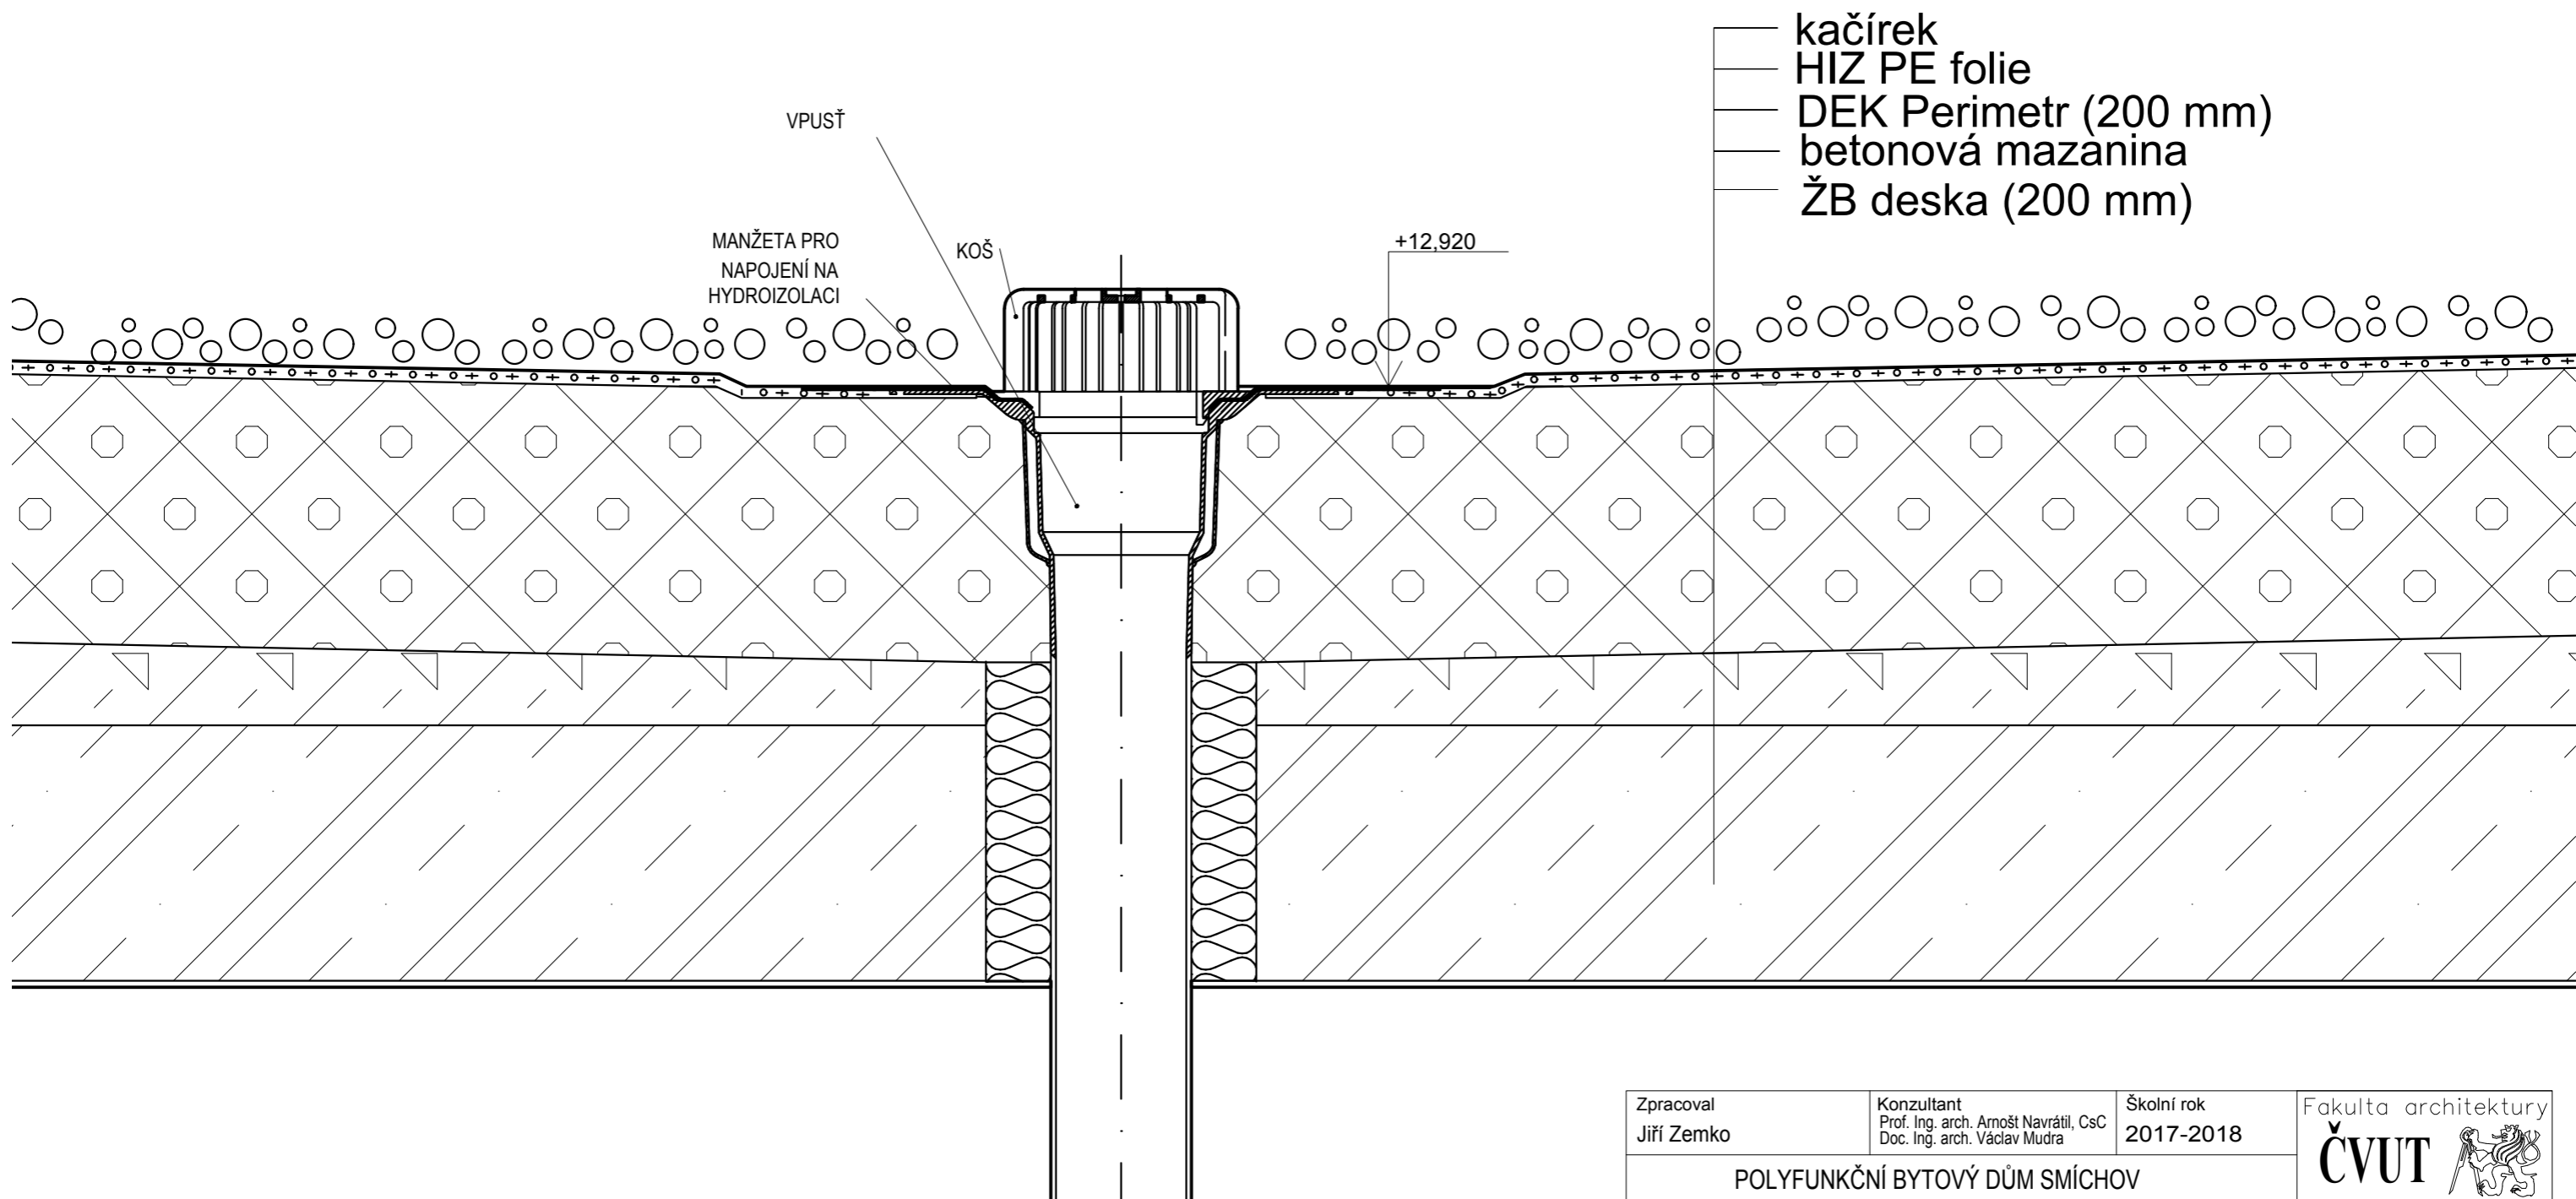 kačírek
HIZ PE folie
DEK Perimetr (200 mm)
betonová mazanina
ŽB deska (200 mm)
VPUSŤ
MANŽETA PRO
NAPOJENÍ NA
HYDROIZOLACI
KOŠ
+12,920
Zpracoval
Jiří Zemko
Konzultant
Prof. Ing. arch. Arnošt Navrátil, CsC
Doc. Ing. arch. Václav Mudra
Školní rok
2017-2018
Fakulta architektury
ČVUT
POLYFUNKČNÍ BYTOVÝ DŮM SMÍCHOV